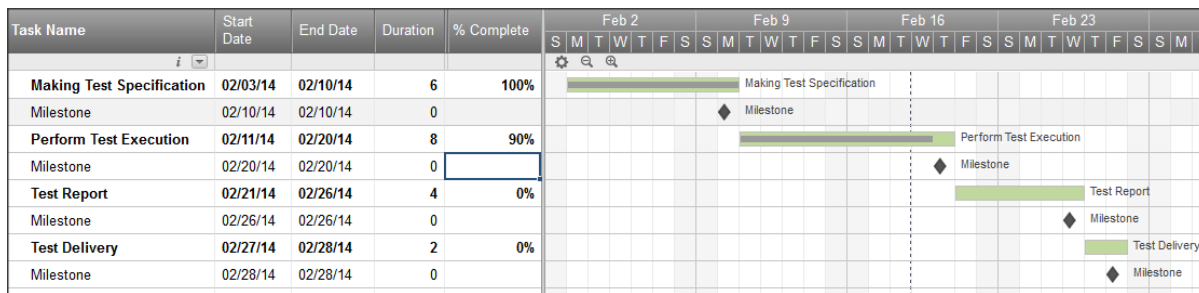 Task Name Start Date End Date Duration % Complete Feb 2 Feb 9 Feb 16 Feb 23
S M T W T F S S M T W T F S S M T W T F S S M T W T F S S M
i
Making Test Specification 02/03/14 02/10/14 6 100% Making Test Specification
Milestone 02/10/14 02/10/14 0 Milestone
Perform Test Execution 02/11/14 02/20/14 8 90% Perform Test Execution
Milestone 02/20/14 02/20/14 0 Milestone
Test Report 02/21/14 02/26/14 4 0% Test Report
Milestone 02/26/14 02/26/14 0 Milestone
Test Delivery 02/27/14 02/28/14 2 0% Test Delivery
Milestone 02/28/14 02/28/14 0 Milestone